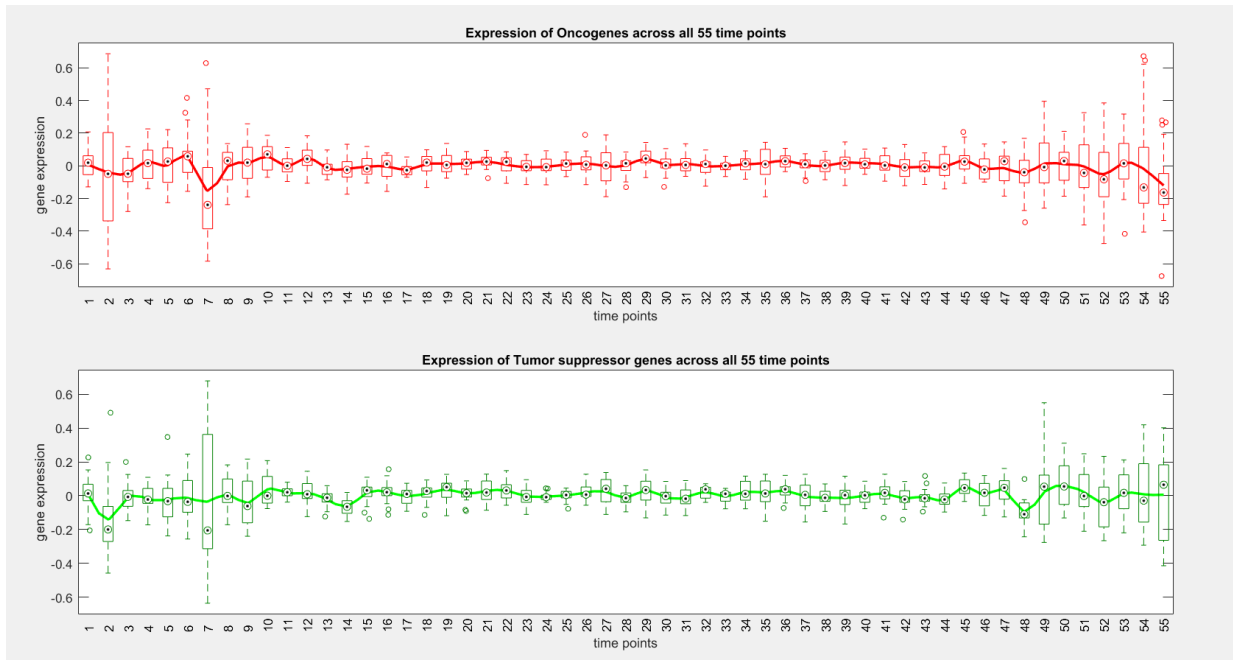 Expression of Oncogenes across all 55 time points
gene expression
0.6
0.4
0.2
0
-0.2
-0.4
-0.6
1 2 3 4 5 6 7 8 9 10 11 12 13 14 15 16 17 18 19 20 21 22 23 24 25 26 27 28 29 30 31 32 33 34 35 36 37 38 39 40 41 42 43 44 45 46 47 48 49 50 51 52 53 54 55
time points
Expression of Tumor suppressor genes across all 55 time points
gene expression
0.6
0.4
0.2
0
-0.2
-0.4
-0.6
1 2 3 4 5 6 7 8 9 10 11 12 13 14 15 16 17 18 19 20 21 22 23 24 25 26 27 28 29 30 31 32 33 34 35 36 37 38 39 40 41 42 43 44 45 46 47 48 49 50 51 52 53 54 55
time points